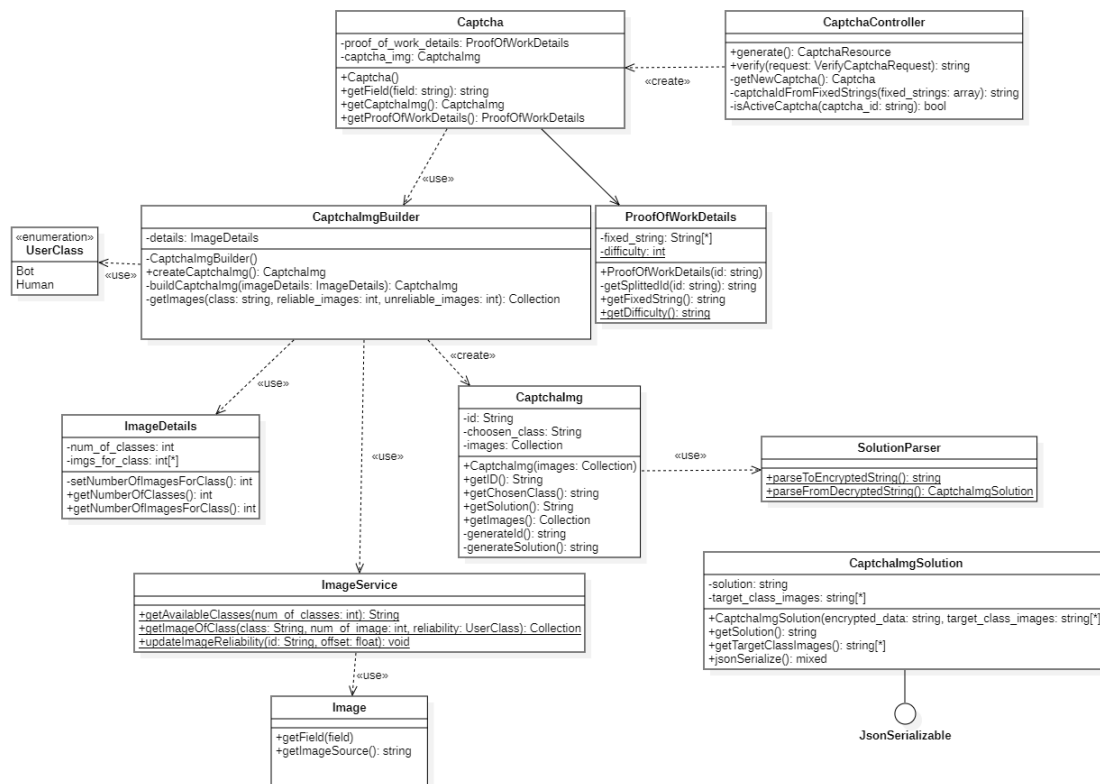 Captcha
-proof_of_work_details: ProofOfWorkDetails
-captcha_img: CaptchaImg
+Captcha()
+getField(field: string): string
+getCaptchaImg(): CaptchaImg
+getProofOfWorkDetails(): ProofOfWorkDetails
CaptchaController
+generate(): CaptchaResource
+verify(request: VerifyCaptchaRequest): string
-getNewCaptcha(): Captcha
-captchaIdFromFixedStrings(fixed_strings: array): string
-isActiveCaptcha(captcha_id: string): bool
«create»
«use»
«enumeration»
UserClass
Bot
Human
«use»
CaptchaImgBuilder
-details: ImageDetails
-CaptchaImgBuilder()
+createCaptchaImg(): CaptchaImg
-buildCaptchaImg(imageDetails: ImageDetails): CaptchaImg
-getImages(class: string, reliable_images: int, unreliable_images: int): Collection
ProofOfWorkDetails
-fixed_string: String[*]
-difficulty: int
+ProofOfWorkDetails(id: string)
-getSplittedId(id: string): string
+getFixedString(): string
+getDifficulty(): string
«create»
«use»
«use»
ImageDetails
-num_of_classes: int
-imgs_for_class: int[*]
-setNumberOfImagesForClass(): int
+getNumberOfClasses(): int
+getNumberOfImagesForClass(): int
CaptchaImg
-id: String
-choosen_class: String
-images: Collection
+CaptchaImg(images: Collection)
+getID(): String
+getChosenClass(): string
+getSolution(): String
+getImages(): Collection
-generateId(): string
-generateSolution(): string
«use»
SolutionParser
+parseToEncryptedString(): string
+parseFromDecryptedString(): CaptchaImgSolution
CaptchaImgSolution
-solution: string
-target_class_images: string[*]
+CaptchaImgSolution(encrypted_data: string, target_class_images: string[*]
+getSolution(): string
+getTargetClassImages(): string[*]
+jsonSerialize(): mixed
JsonSerializable
ImageService
+getAvailableClasses(num_of_classes: int): String
+getImageOfClass(class: String, num_of_image: int, reliability: UserClass): Collection
+updateImageReliability(id: String, offset: float): void
«use»
Image
+getField(field)
+getImageSource(): string